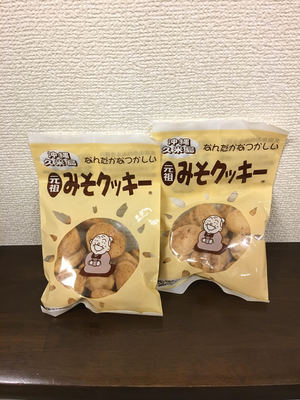 沖縄
久米島
なんだかなつかしい
元祖
みそクッキー
沖縄
久米島
なんだかなつかしい
元祖
みそクッキー